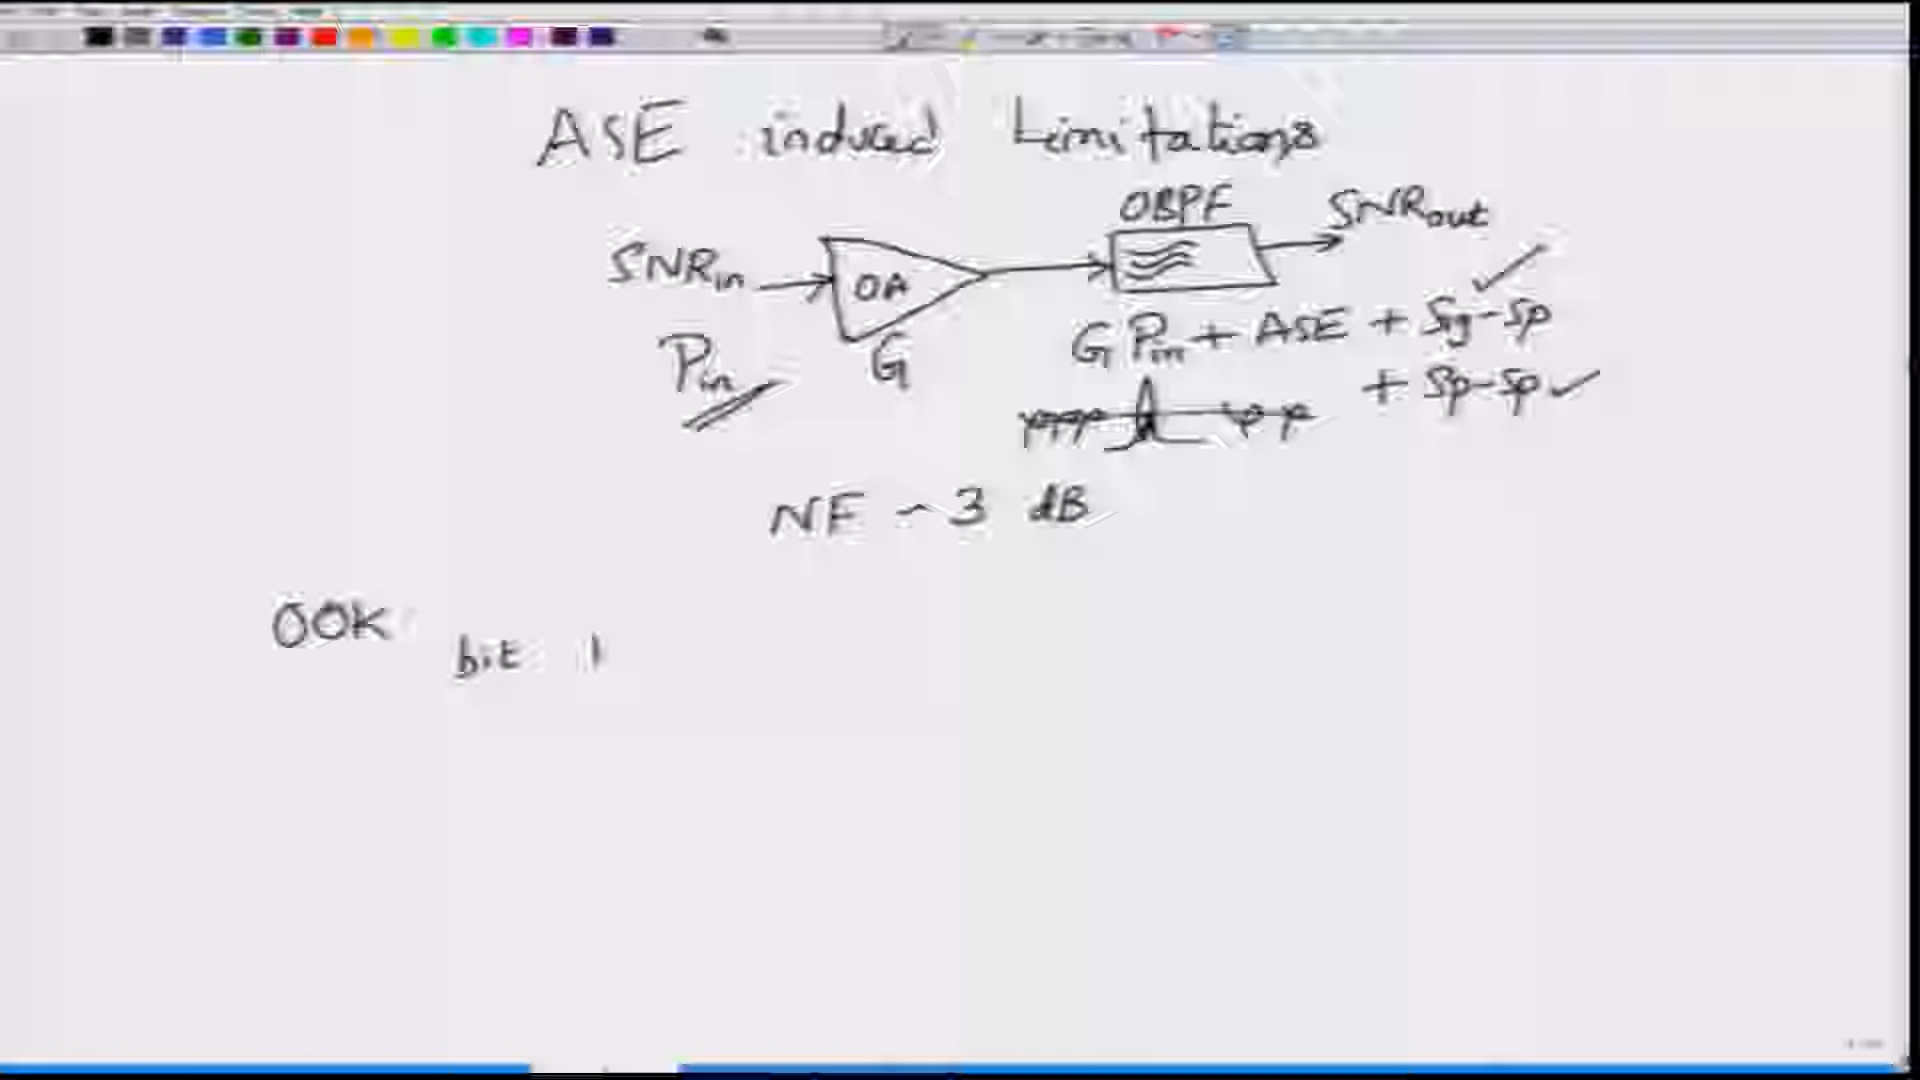 ASE induced Limitations
OBPF
SNRin OA SNRout
Pin G G Pin + ASE + Sig-Sp
+ Sp-Sp
NF ~ 3 dB
OOK
bit 1